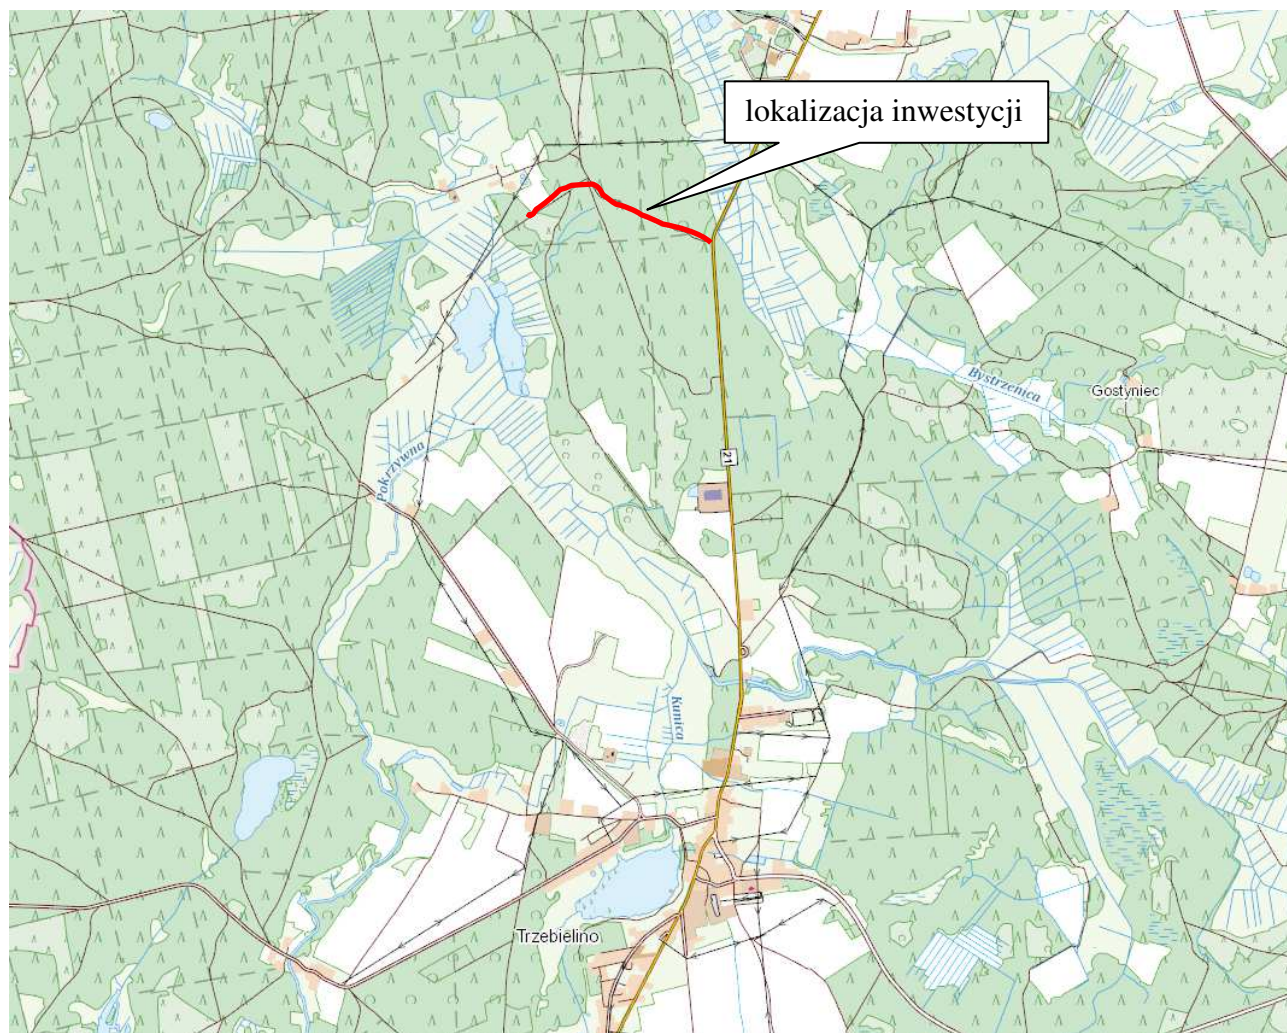 lokalizacja inwestycji
Bystrzenica
Gostyniec
Pokrzywna
21
Kunica
Trzebielino